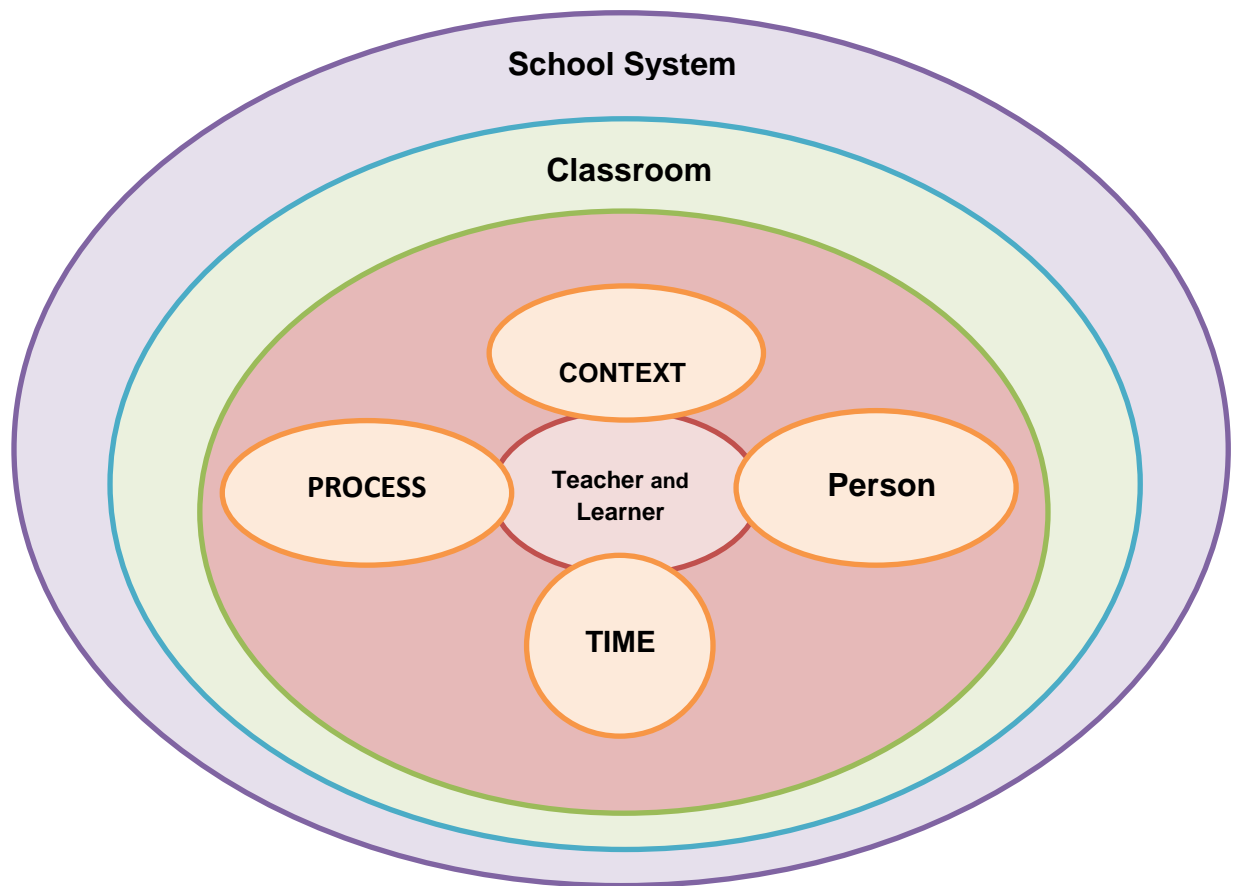 School System
Classroom
CONTEXT
PROCESS
Teacher and
Learner
Person
TIME